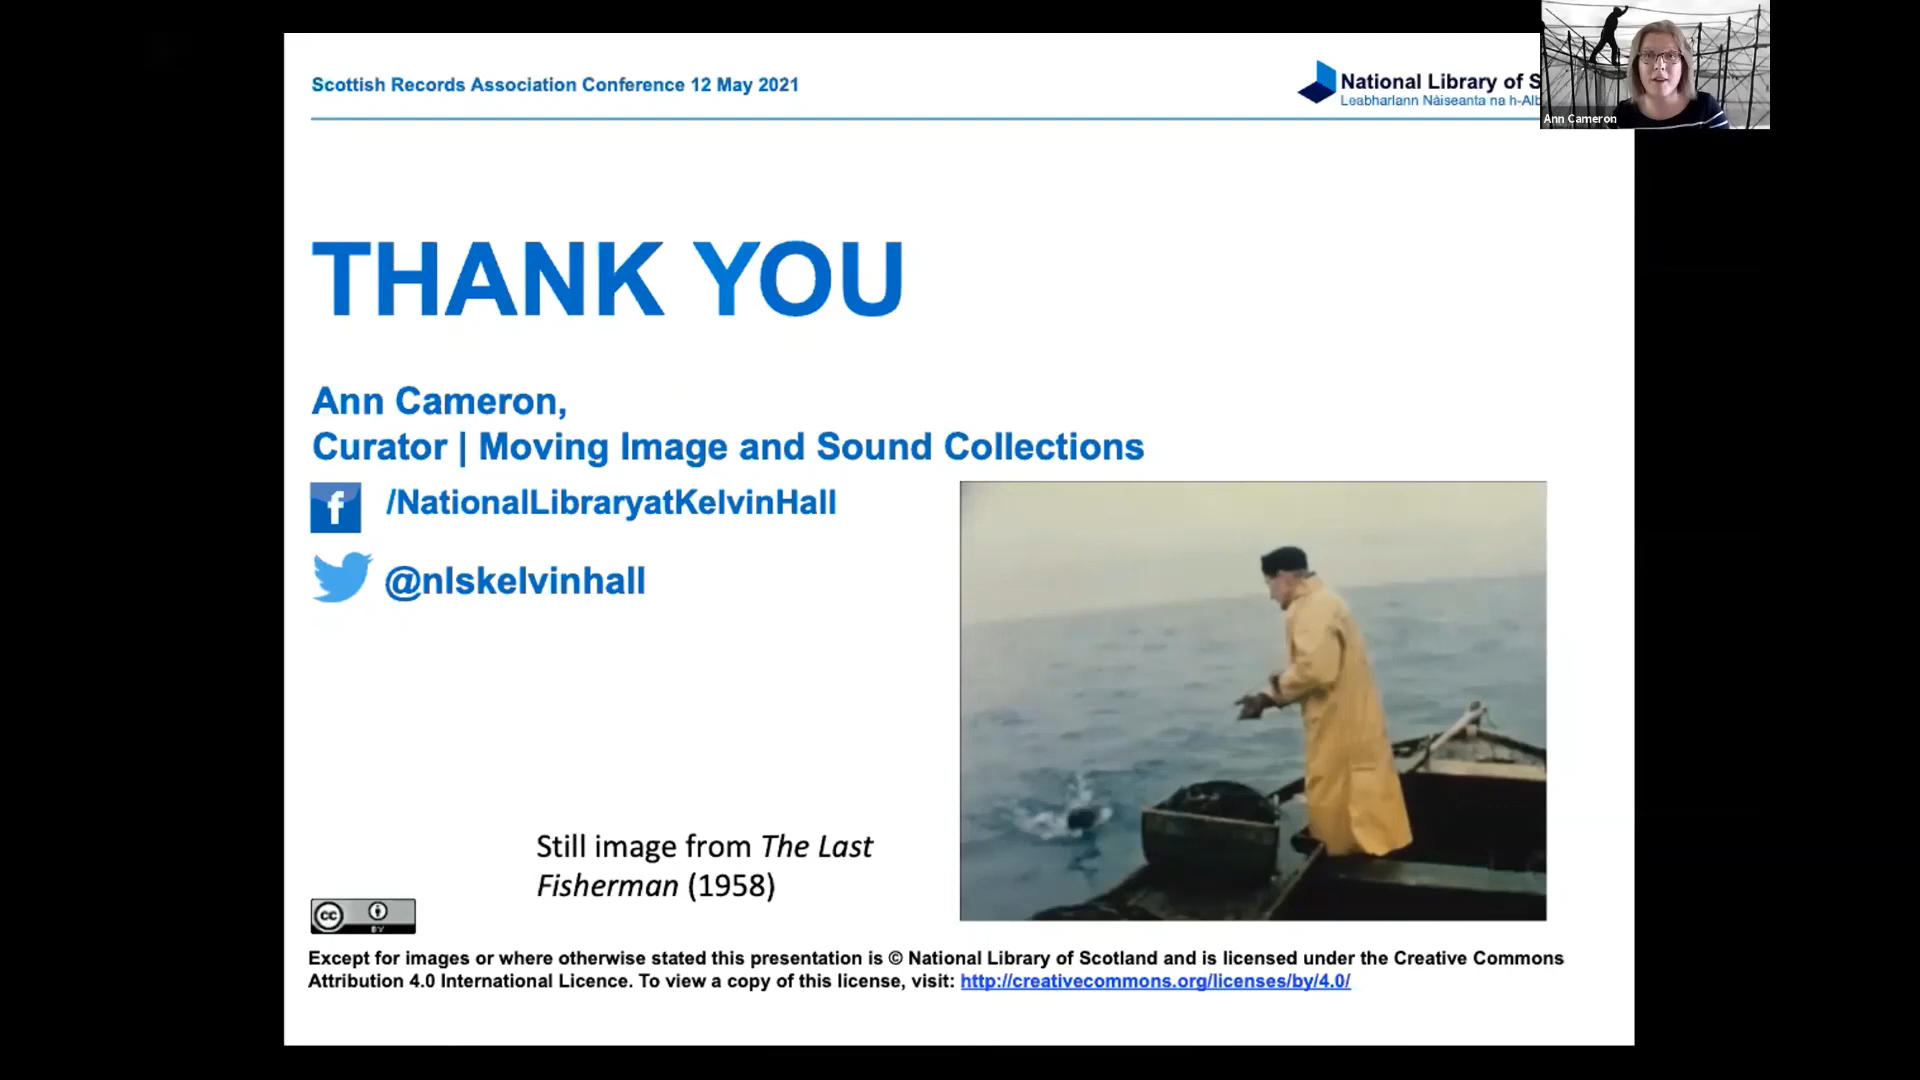 Scottish Records Association Conference 12 May 2021
National Library of S
Leabharlann Nàiseanta na h-Alb
Ann Cameron
THANK YOU
Ann Cameron,
Curator | Moving Image and Sound Collections
f /NationalLibraryatKelvinHall
@nlskelvinhall
Still image from The Last
Fisherman (1958)
cc BY
Except for images or where otherwise stated this presentation is © National Library of Scotland and is licensed under the Creative Commons
Attribution 4.0 International Licence. To view a copy of this license, visit: http://creativecommons.org/licenses/by/4.0/